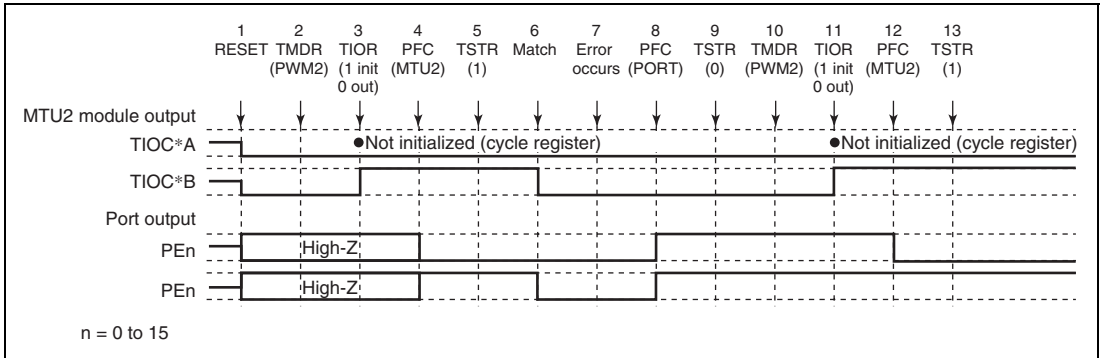 1 2 3 4 5 6 7 8 9 10 11 12 13
RESET TMDR TIOR PFC TSTR Match Error PFC TSTR TMDR TIOR PFC TSTR
(PWM2) (1 init (MTU2) (1) occurs (PORT) (0) (PWM2) (1 init (MTU2) (1)
0 out) 0 out)
MTU2 module output
TIOC*A ●Not initialized (cycle register) ●Not initialized (cycle register)
TIOC*B
Port output
PEn High-Z
PEn High-Z
n = 0 to 15